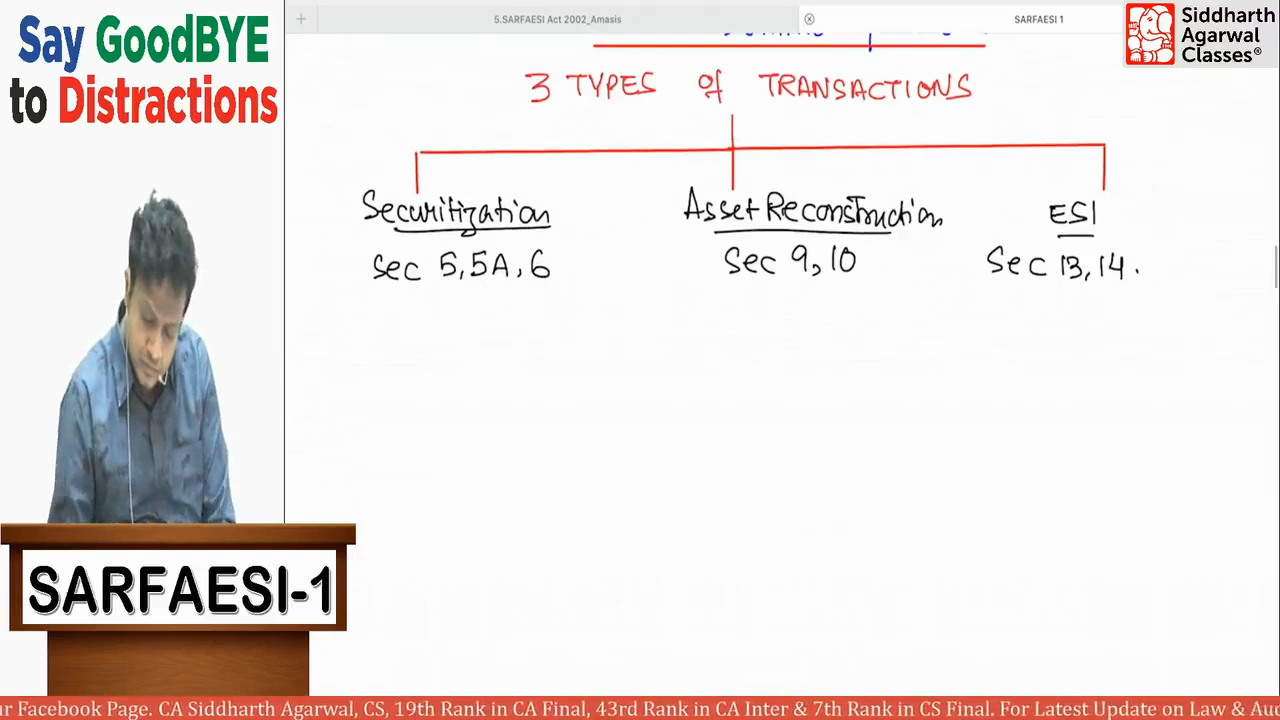 Say GoodBYE
to Distractions
5.SARFAESI Act 2002_Amasis
SARFAESI 1
Siddharth
Agarwal
Classes®
3 TYPES of TRANSACTIONS
Securitization
Sec 5, 5A, 6
Asset Reconstruction
Sec 9, 10
ESI
Sec 13, 14.
SARFAESI-1
ur Facebook Page. CA Siddharth Agarwal, CS, 19th Rank in CA Final, 43rd Rank in CA Inter & 7th Rank in CS Final. For Latest Update on Law & Aud